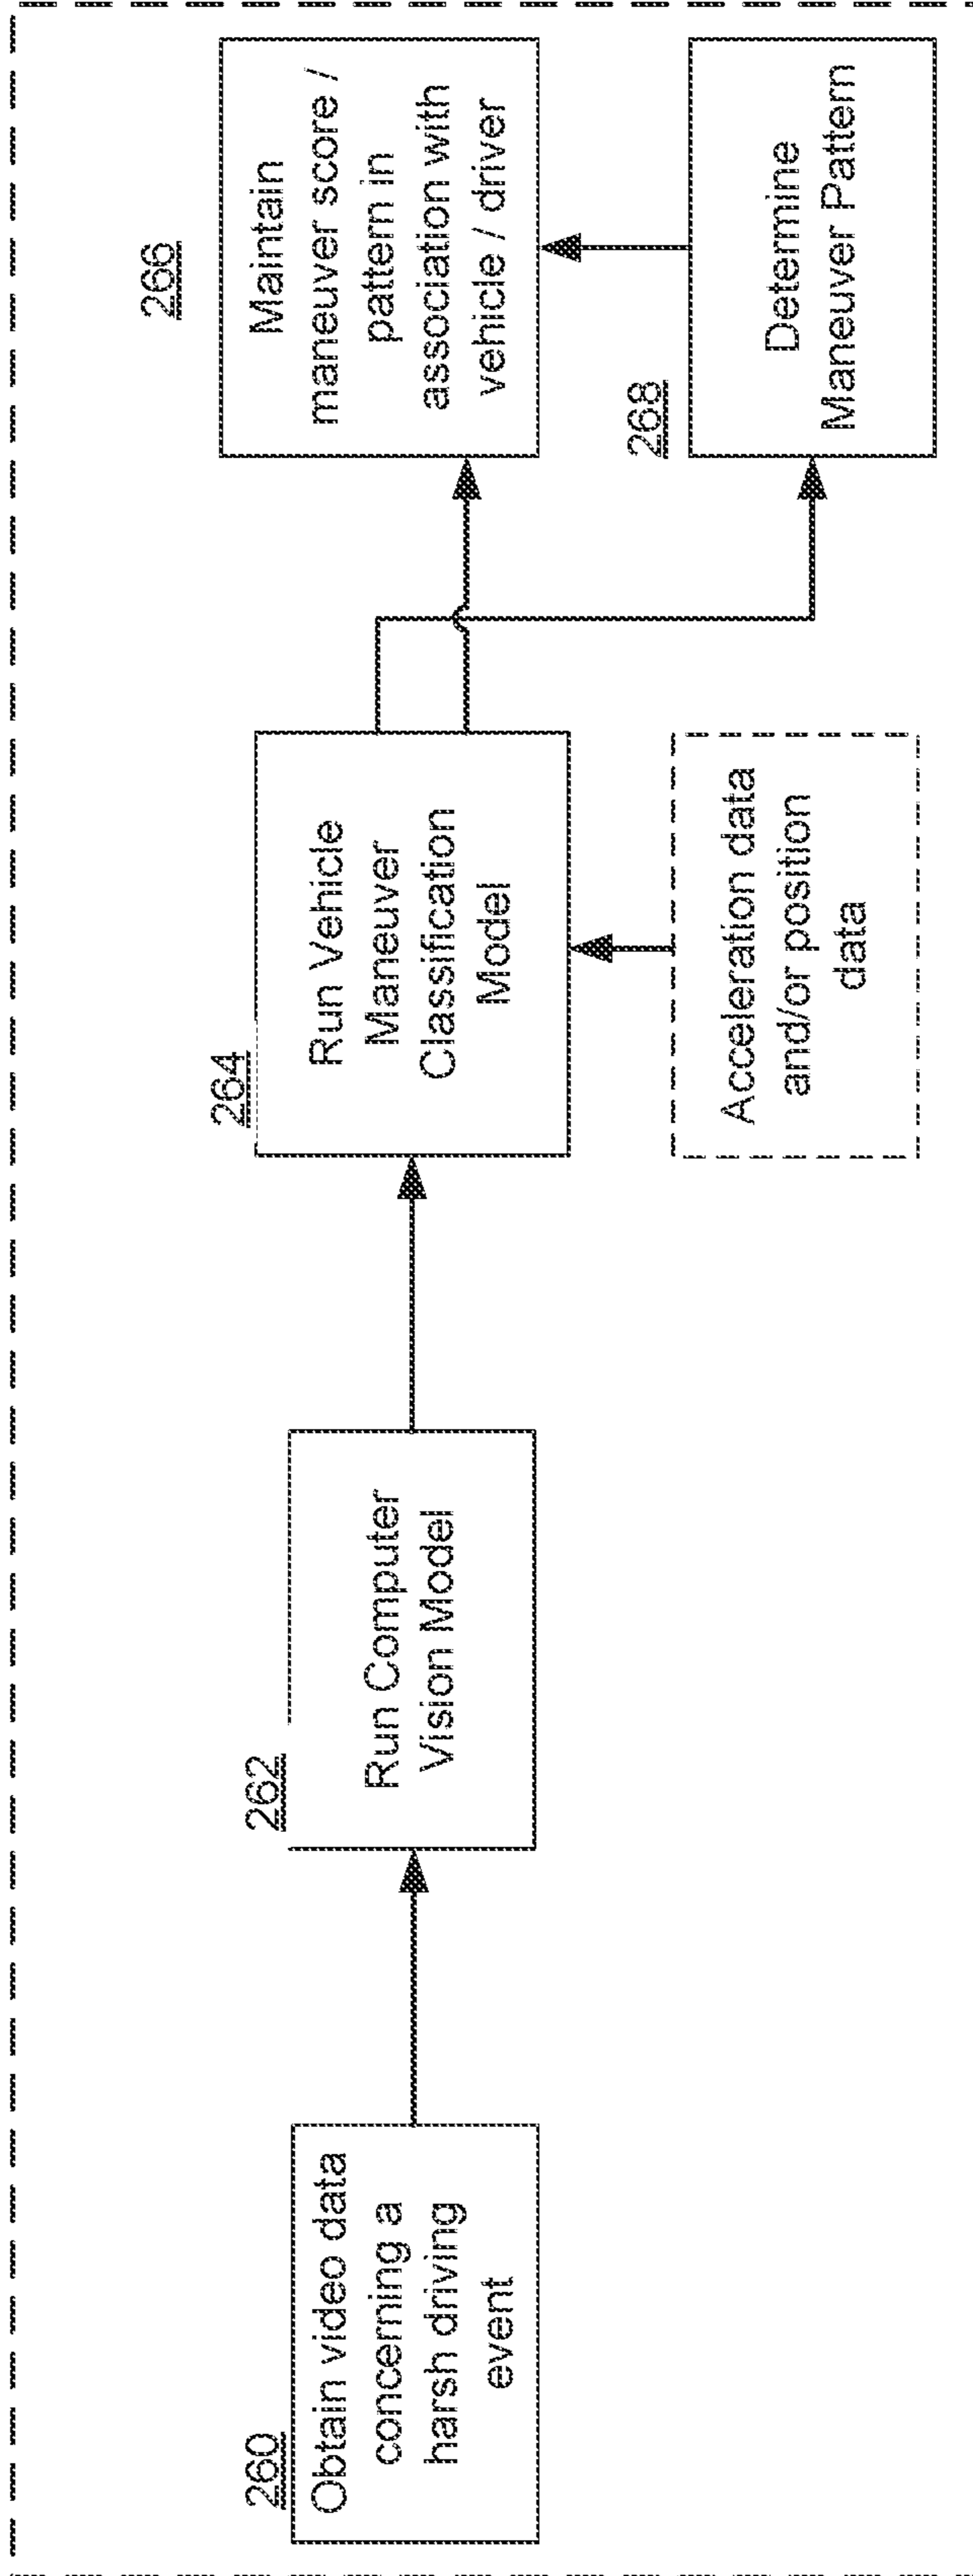 260
Obtain video data
concerning a
harsh driving
event
262
Run Computer
Vision Model
264
Run Vehicle
Maneuver
Classification
Model
Acceleration data
and/or position
data
266
Maintain
maneuver score /
pattern in
association with
vehicle / driver
268
Determine
Maneuver Pattern